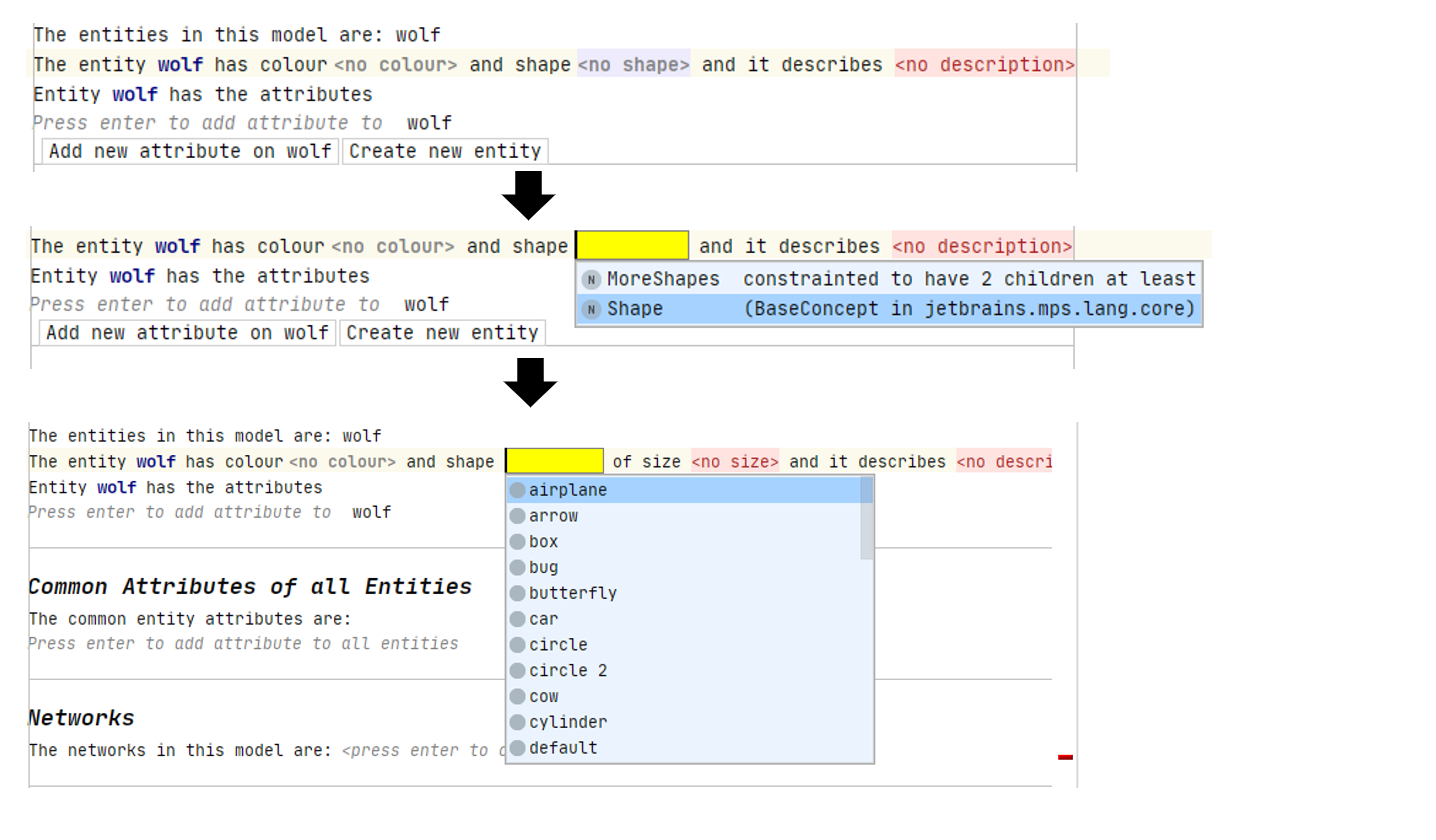 The entities in this model are: wolf
The entity wolf has colour <no colour> and shape <no shape> and it describes <no description>
Entity wolf has the attributes
Press enter to add attribute to wolf
Add new attribute on wolf Create new entity
The entity wolf has colour <no colour> and shape and it describes <no description>
Entity wolf has the attributes
N MoreShapes constrainted to have 2 children at least
Press enter to add attribute to wolf
N Shape (BaseConcept in jetbrains.mps.lang.core)
Add new attribute on wolf Create new entity
The entities in this model are: wolf
The entity wolf has colour <no colour> and shape of size <no size> and it describes <no descri
Entity wolf has the attributes
Press enter to add attribute to wolf
airplane
arrow
box
bug
butterfly
car
circle
circle 2
cow
cylinder
default
Common Attributes of all Entities
The common entity attributes are:
Press enter to add attribute to all entities
Networks
The networks in this model are: <press enter to